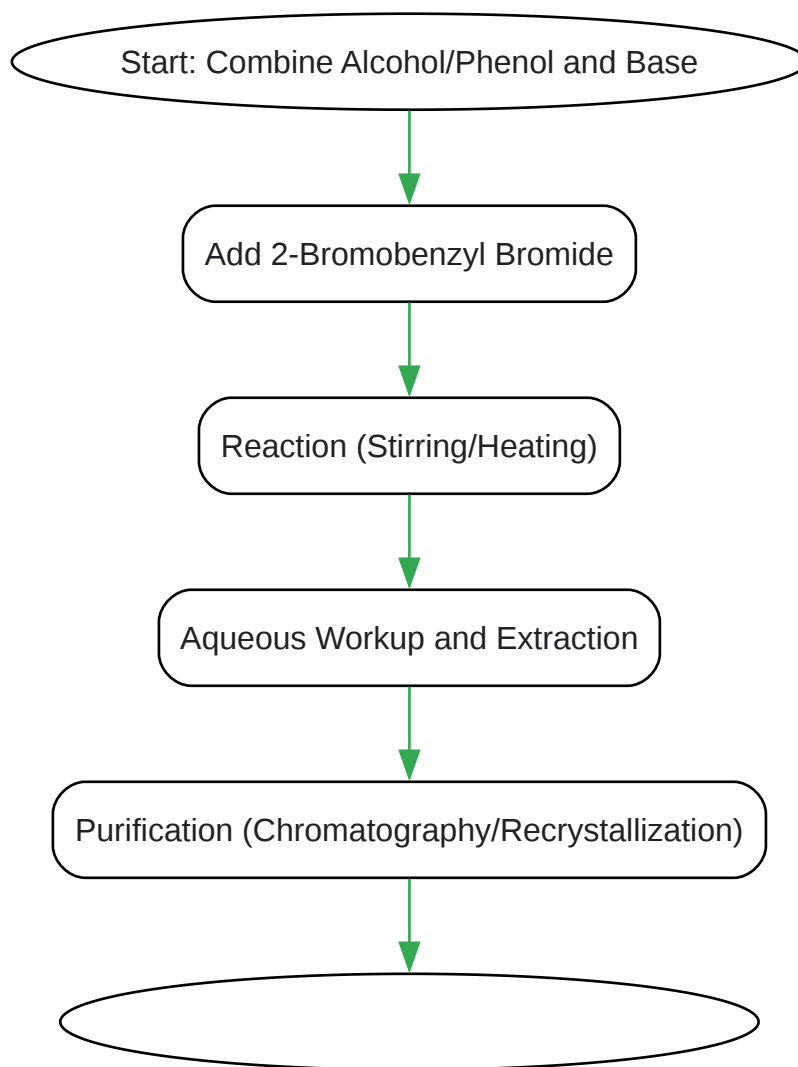 Start: Combine Alcohol/Phenol and Base
Add 2-Bromobenzyl Bromide
Reaction (Stirring/Heating)
Aqueous Workup and Extraction
Purification (Chromatography/Recrystallization)